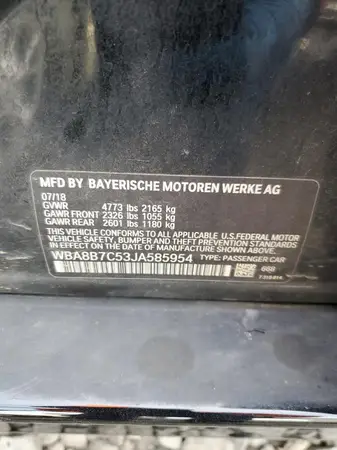 MFD BY BAYERISCHE MOTOREN WERKE AG
07/18
GVWR 4773 lbs 2165 kg
GAWR FRONT 2326 lbs 1055 kg
GAWR REAR 2601 lbs 1180 kg
THIS VEHICLE CONFORMS TO ALL APPLICABLE U.S.FEDERAL MOTOR
VEHICLE SAFETY, BUMPER, AND THEFT PREVENTION STANDARDS
IN EFFECT ON THE DATE OF MANUFACTURE SHOWN ABOVE.
WBA8B7C53JA585954 TYPE: PASSENGER CAR
668